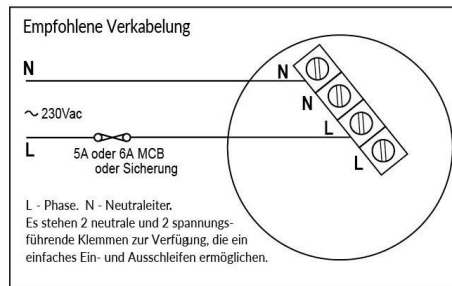 Empfohlene Verkabelung
N
N
N
~ 230Vac
L
L
L
5A oder 6A MCB
oder Sicherung
L - Phase. N - Neutraleiter.
Es stehen 2 neutrale und 2 spannungs-
führende Klemmen zur Verfügung, die ein
einfaches Ein- und Ausschleifen ermöglichen.